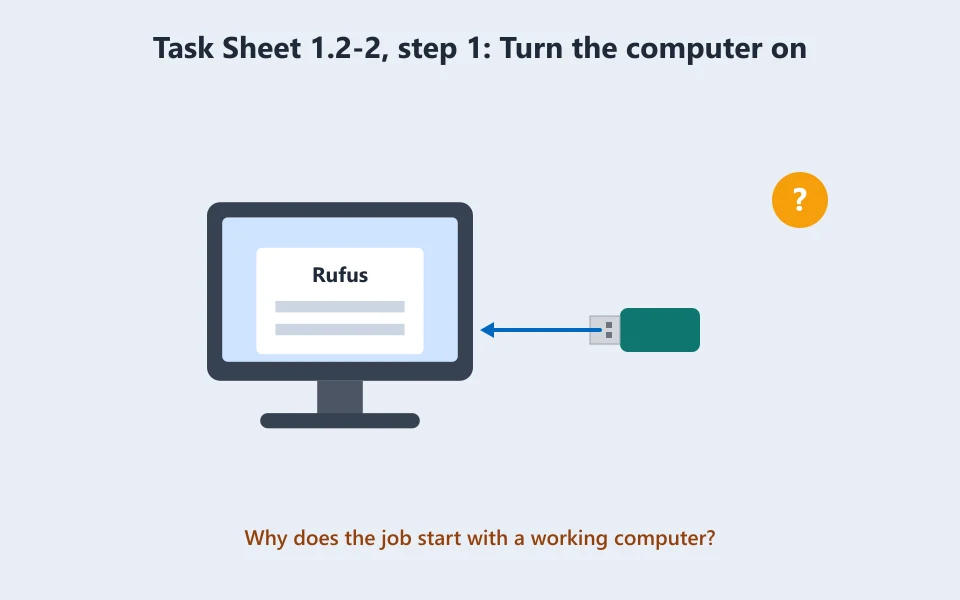 Task Sheet 1.2-2, step 1: Turn the computer on
?
Rufus
Why does the job start with a working computer?